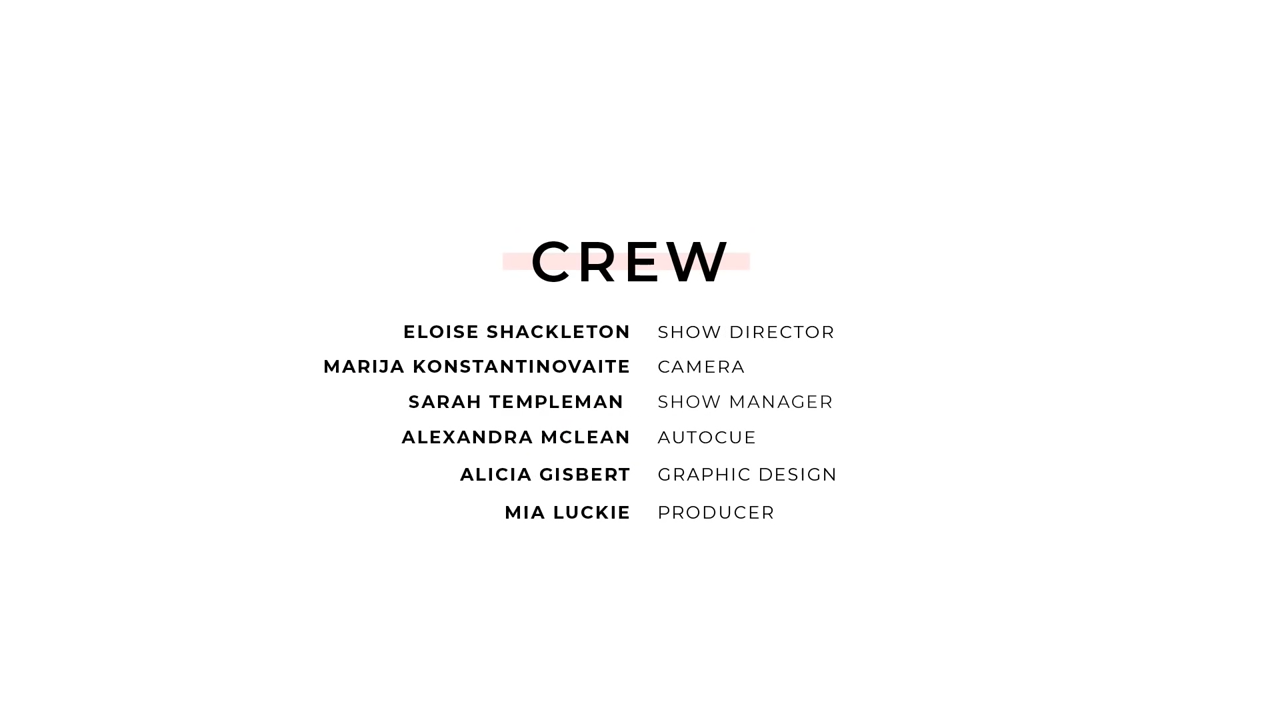 CREW
ELOISE SHACKLETON SHOW DIRECTOR
MARIJA KONSTANTINOVAITE CAMERA
SARAH TEMPLEMAN SHOW MANAGER
ALEXANDRA MCLEAN AUTOCUE
ALICIA GISBERT GRAPHIC DESIGN
MIA LUCKIE PRODUCER